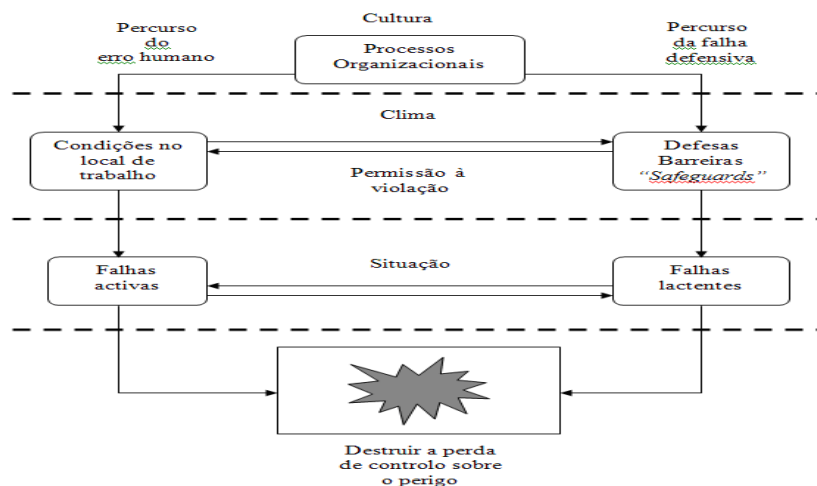 Cultura
Percurso
do
erro humano
Processos
Organizacionais
Percurso
da falha
defensiva
Clima
Condições no
local de
trabalho
Defesas
Barreiras
“Safeguards”
Permissão à
violação
Situação
Falhas
activas
Falhas
lactentes
Destruir a perda
de controlo sobre
o perigo